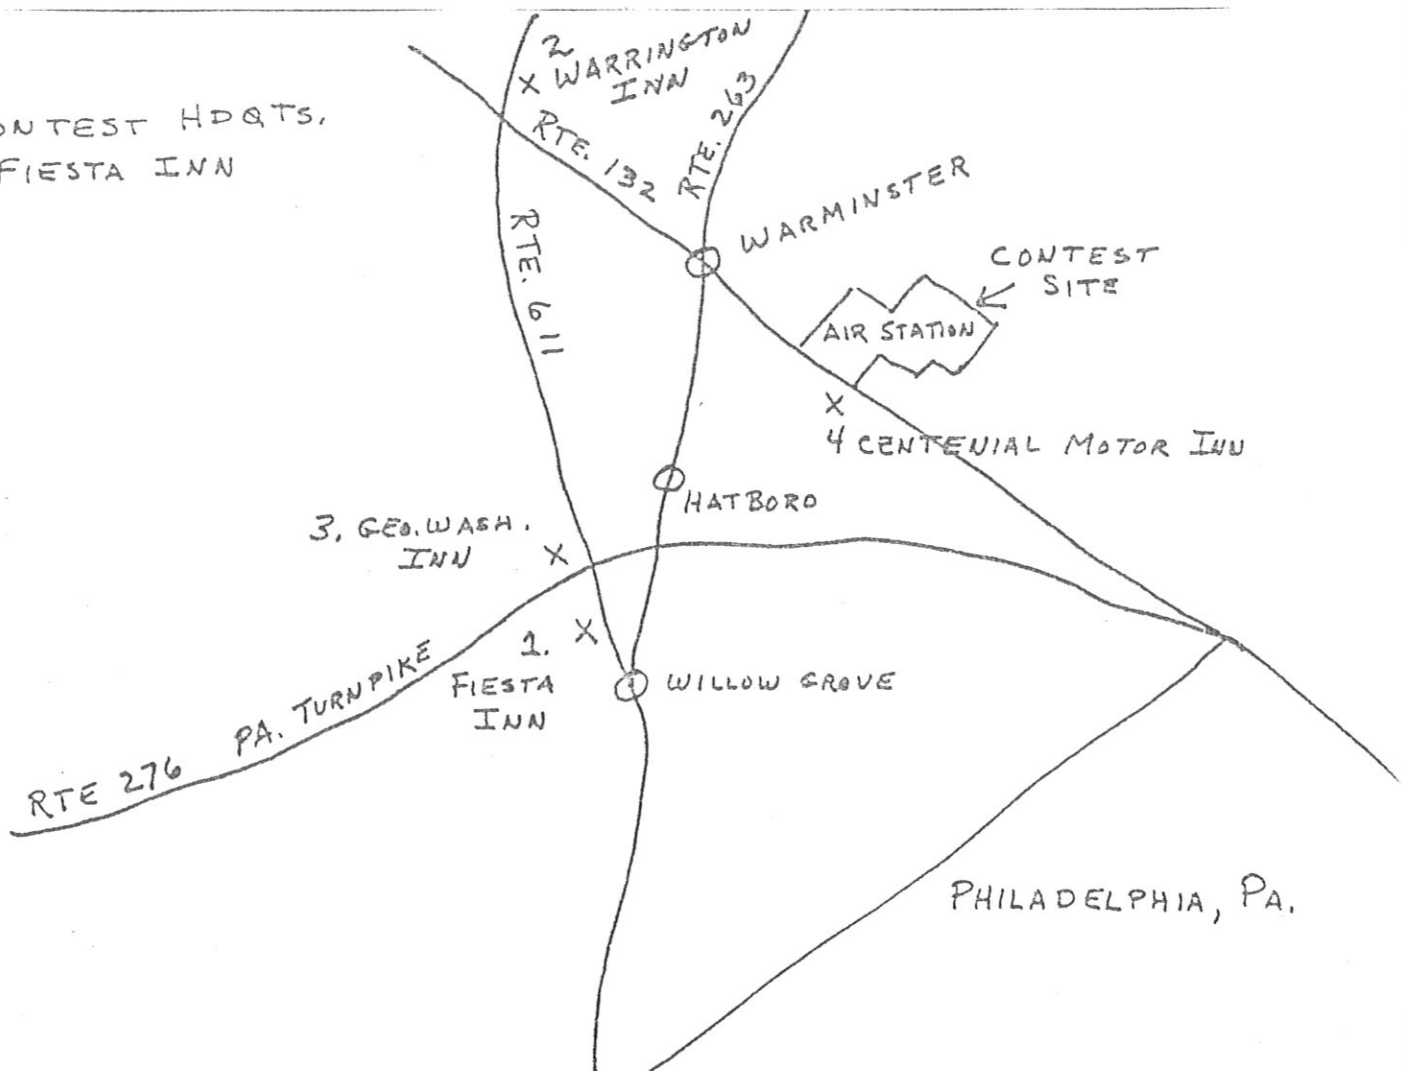 2
WARRINGTON
INN
ONTEST HDQTS.
FIESTA INN
RTE. 132
RTE. 263
WARMINSTER
RTE. 611
CONTEST
SITE
AIR STATION
4 CENTENIAL MOTOR INN
HATBORO
3. GEO. WASH.
INN
1.
FIESTA
INN
WILLOW GROVE
RTE 276 PA. TURNPIKE
PHILADELPHIA, PA.